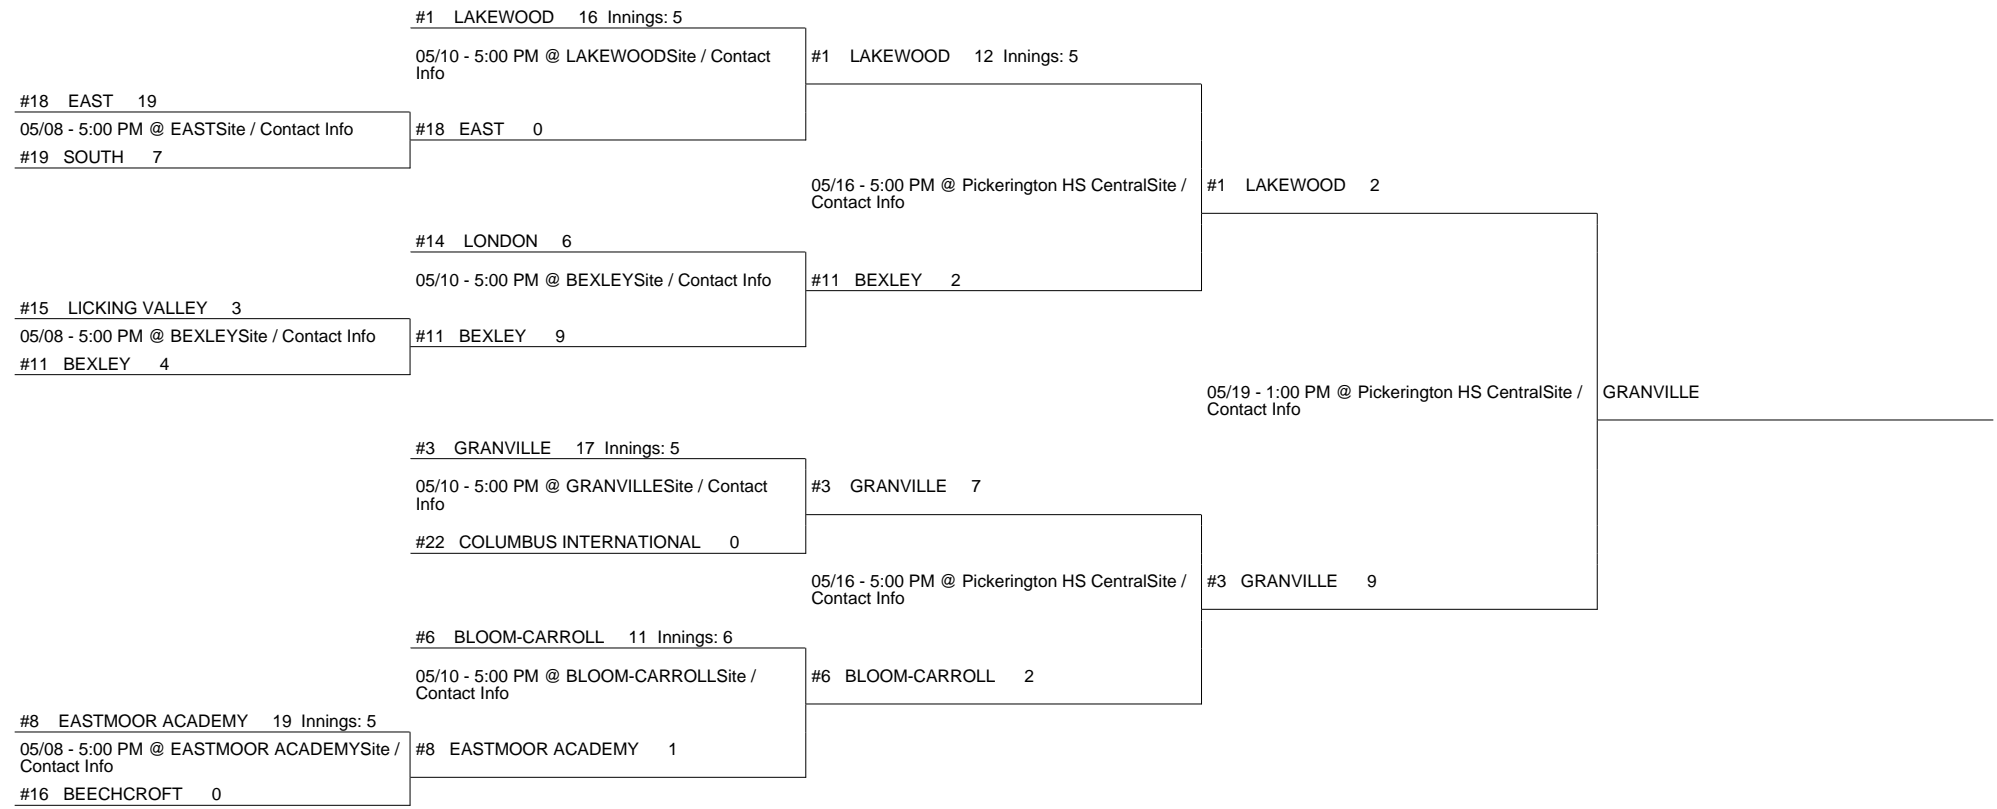 #1 LAKEWOOD 16 Innings: 5
05/10 - 5:00 PM @ LAKEWOODSite / Contact
Info
#1 LAKEWOOD 12 Innings: 5
#18 EAST 19
05/08 - 5:00 PM @ EASTSite / Contact Info
#18 EAST 0
#19 SOUTH 7
05/16 - 5:00 PM @ Pickerington HS CentralSite /
Contact Info
#1 LAKEWOOD 2
#14 LONDON 6
05/10 - 5:00 PM @ BEXLEYSite / Contact Info
#11 BEXLEY 2
#15 LICKING VALLEY 3
05/08 - 5:00 PM @ BEXLEYSite / Contact Info
#11 BEXLEY 9
#11 BEXLEY 4
05/19 - 1:00 PM @ Pickerington HS CentralSite /
Contact Info
GRANVILLE
#3 GRANVILLE 17 Innings: 5
05/10 - 5:00 PM @ GRANVILLESite / Contact
Info
#3 GRANVILLE 7
#22 COLUMBUS INTERNATIONAL 0
05/16 - 5:00 PM @ Pickerington HS CentralSite /
Contact Info
#3 GRANVILLE 9
#6 BLOOM-CARROLL 11 Innings: 6
05/10 - 5:00 PM @ BLOOM-CARROLLSite /
Contact Info
#6 BLOOM-CARROLL 2
#8 EASTMOOR ACADEMY 19 Innings: 5
05/08 - 5:00 PM @ EASTMOOR ACADEMYSite /
Contact Info
#8 EASTMOOR ACADEMY 1
#16 BEECHCROFT 0